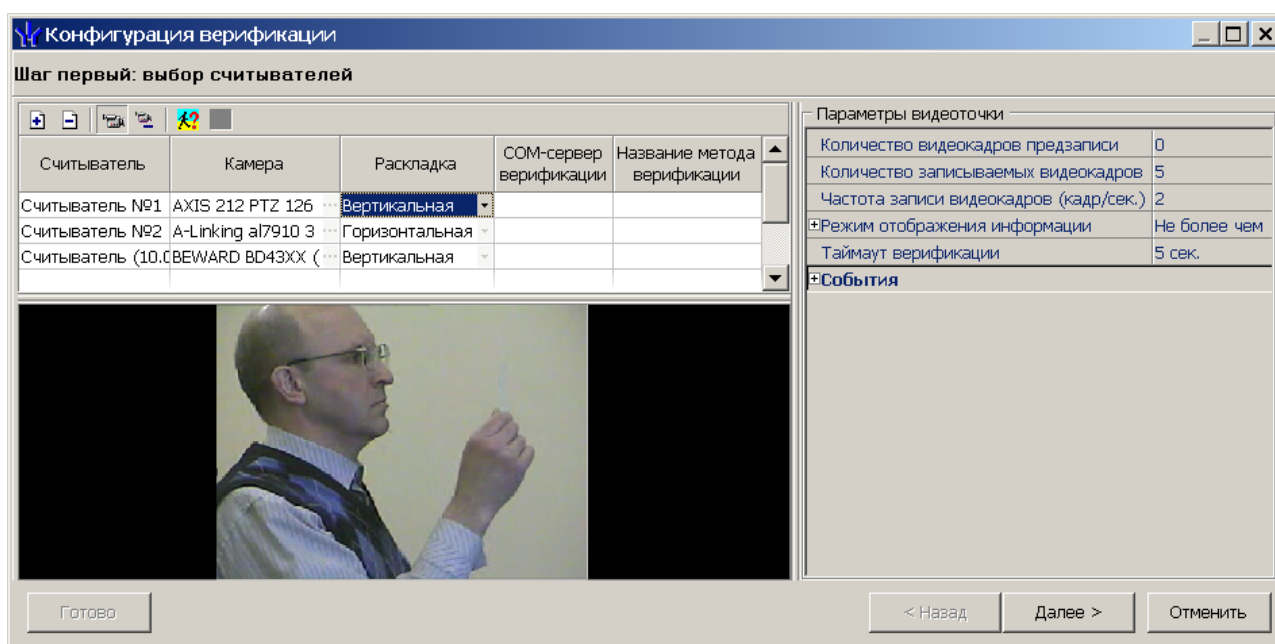 Конфигурация верификации
Шаг первый: выбор считывателей
Считыватель Камера Раскладка COM-сервер верификации Название метода верификации
Считыватель №1 AXIS 212 PTZ 126 ... Вертикальная
Считыватель №2 A-Linking al7910 3 ... Горизонтальная
Считыватель (10.0 BEWARD BD43XX ( ... Вертикальная
Параметры видеоточки
Количество видеокадров предзаписи 0
Количество записываемых видеокадров 5
Частота записи видеокадров (кадр/сек.) 2
Режим отображения информации Не более чем
Таймаут верификации 5 сек.
События
Готово
< Назад
Далее >
Отменить